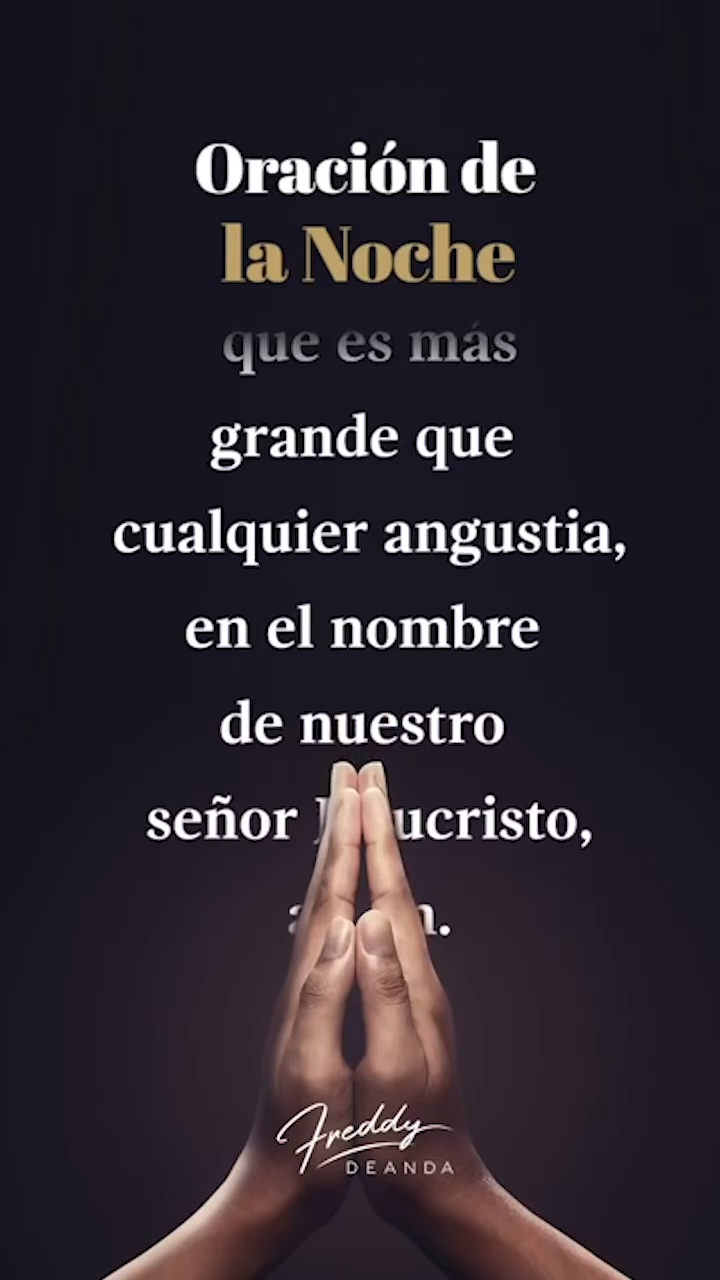 Oración de
la Noche
que es más
grande que
cualquier angustia,
en el nombre
de nuestro
señor Jesucristo,
Freddy
DEANDA